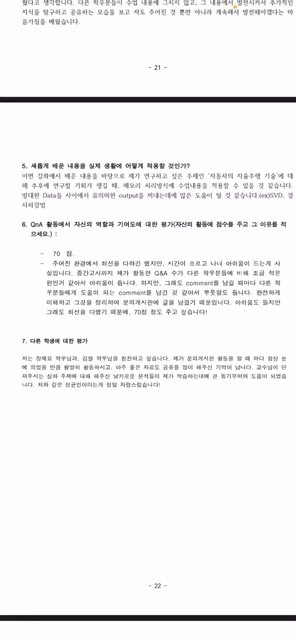 월다고 생각합니다. 다른 학우분들이 수업 내용에 그치지 않고, 그 내용에서 발전시켜서 추가적인
지식을 탐구하고 공유하는 모습을 보고 저도 주어진 것 뿐만 아니라 계속해서 발전해야겠다는 마
음가짐을 배웠습니다.
- 21 -
5. 새롭게 배운 내용을 실제 생활에 어떻게 적용할 것인가?
이번 강좌에서 배운 내용을 바탕으로 제가 연구하고 싶은 주제인 '자동차의 자율주행 기술'에 대
해 추후에 연구할 기회가 생길 때, 메모리 처리방식에 수업내용을 적용할 수 있을 것 같습니다.
방대한 Data들 사이에서 유의미한 output을 꺼내는데에 많은 도움이 될 것 같습니다.(ex)SVD, 경
사하강법
6. QnA 활동에서 자신의 역할과 기여도에 대한 평가(자신의 활동에 점수를 주고 그 이유를 적
으세요.) :
- 70 점.
- 주어진 환경에서 최선을 다하긴 했지만, 시간이 흐르고 나니 아쉬움이 드는게 사
실입니다. 중간고사까지 제가 활동한 Q&A 수가 다른 학우분들에 비해 조금 적은
편인거 같아서 아쉬움이 듭니다. 하지만, 그래도 comment를 남길 때마다 다른 학
우분들에게 도움이 되는 comment를 남긴 것 같아서 뿌듯함도 듭니다. 완전하게
이해하고 그것을 정리하여 문의게시판에 글을 남겼기 때문입니다. 아쉬움도 들지만
그래도 최선을 다했기 때문에, 70점 정도 주고 싶습니다!
7. 다른 학생에 대한 평가
저는 학우님과, 김철 학우님을 칭찬하고 싶습니다. 제가 문의게시판 활동을 할 때 마다 항상 눈
에 띄었을 만큼 활발히 활동하시고, 아주 좋은 자료도 공유를 많이 해주신 기억이 납니다. 교수님이 던
져주시는 심화 주제에 대해 해주신 날카로운 분석들이 제가 학습하는데에 큰 동기부여와 도움이 되었습
니다. 저와 같은 성균인이라는게 정말 자랑스럽습니다!
- 22 -